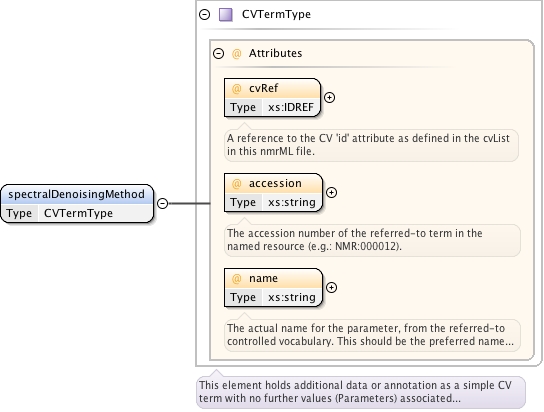 CVTermType
@ Attributes
@ cvRef
Type xs:IDREF
A reference to the CV 'id' attribute as defined in the cvList
in this nmrML file.
spectralDenoisingMethod
Type CVTermType
@ accession
Type xs:string
The accession number of the referred-to term in the
named resource (e.g.: NMR:000012).
@ name
Type xs:string
The actual name for the parameter, from the referred-to
controlled vocabulary. This should be the preferred name...
This element holds additional data or annotation as a simple CV
term with no further values (Parameters) associated...